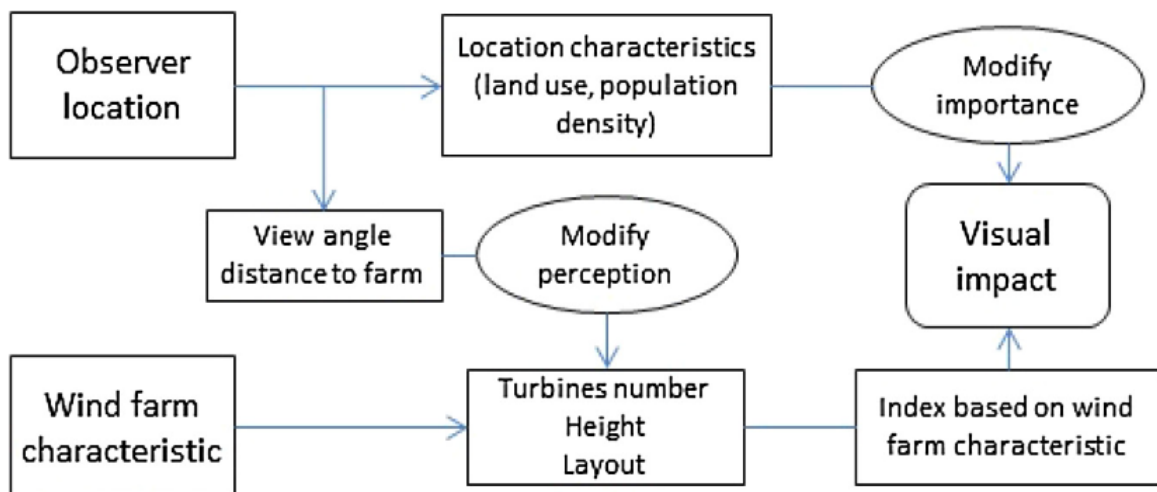 Observer
location
Location characteristics
(land use, population
density)
Modify
importance
View angle
distance to farm
Modify
perception
Visual
impact
Wind farm
characteristic
Turbines number
Height
Layout
Index based on wind
farm characteristic